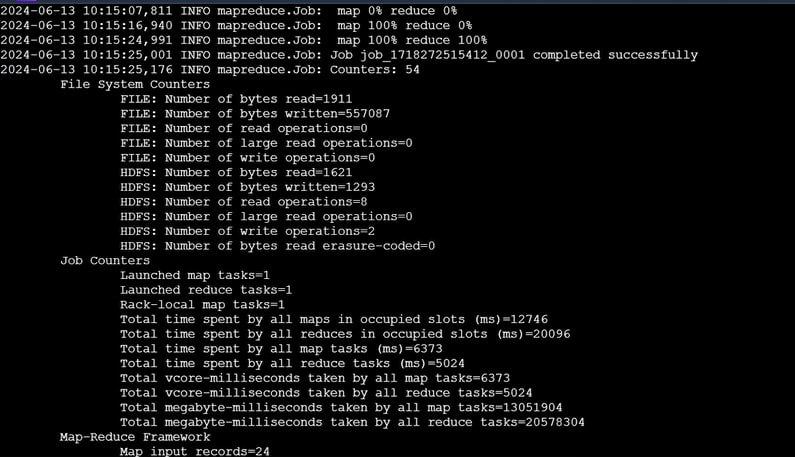 2024-06-13 10:15:07,811 INFO mapreduce.Job:  map 0% reduce 0%
2024-06-13 10:15:16,940 INFO mapreduce.Job:  map 100% reduce 0%
2024-06-13 10:15:24,991 INFO mapreduce.Job:  map 100% reduce 100%
2024-06-13 10:15:25,001 INFO mapreduce.Job: Job job_1718272515412_0001 completed successfully
2024-06-13 10:15:25,176 INFO mapreduce.Job: Counters: 54
File System Counters
FILE: Number of bytes read=1911
FILE: Number of bytes written=557087
FILE: Number of read operations=0
FILE: Number of large read operations=0
FILE: Number of write operations=0
HDFS: Number of bytes read=1621
HDFS: Number of bytes written=1293
HDFS: Number of read operations=8
HDFS: Number of large read operations=0
HDFS: Number of write operations=2
HDFS: Number of bytes read erasure-coded=0
Job Counters
Launched map tasks=1
Launched reduce tasks=1
Rack-local map tasks=1
Total time spent by all maps in occupied slots (ms)=12746
Total time spent by all reduces in occupied slots (ms)=20096
Total time spent by all map tasks (ms)=6373
Total time spent by all reduce tasks (ms)=5024
Total vcore-milliseconds taken by all map tasks=6373
Total vcore-milliseconds taken by all reduce tasks=5024
Total megabyte-milliseconds taken by all map tasks=13051904
Total megabyte-milliseconds taken by all reduce tasks=20578304
Map-Reduce Framework
Map input records=24